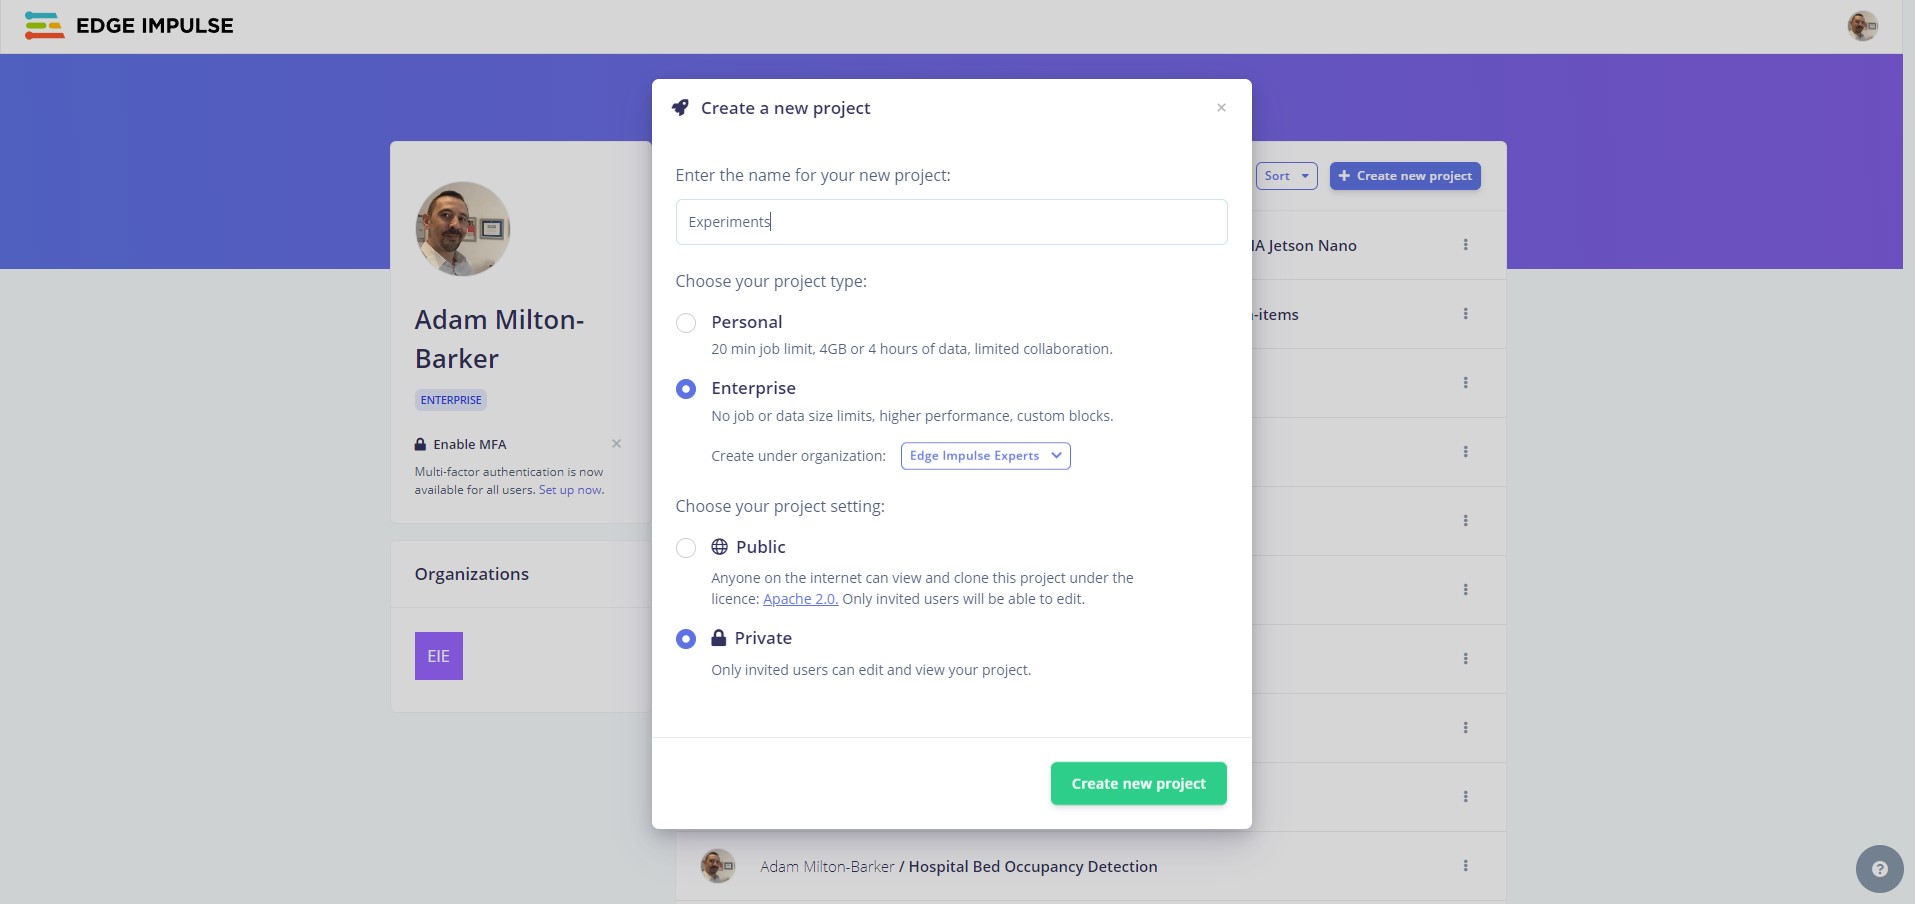 EDGE IMPULSE
Create a new project
Enter the name for your new project:
Experiments
Choose your project type:
Personal
20 min job limit, 4GB or 4 hours of data, limited collaboration.
Enterprise
No job or data size limits, higher performance, custom blocks.
Create under organization: Edge Impulse Experts
Choose your project setting:
Public
Anyone on the internet can view and clone this project under the
licence: Apache 2.0. Only invited users will be able to edit.
Private
Only invited users can edit and view your project.
Create new project
Adam Milton-
Barker
ENTERPRISE
Enable MFA
Multi-factor authentication is now
available for all users. Set up now.
Organizations
EIE
Sort
+ Create new project
Jetson Nano
-items
Adam Milton-Barker / Hospital Bed Occupancy Detection
?